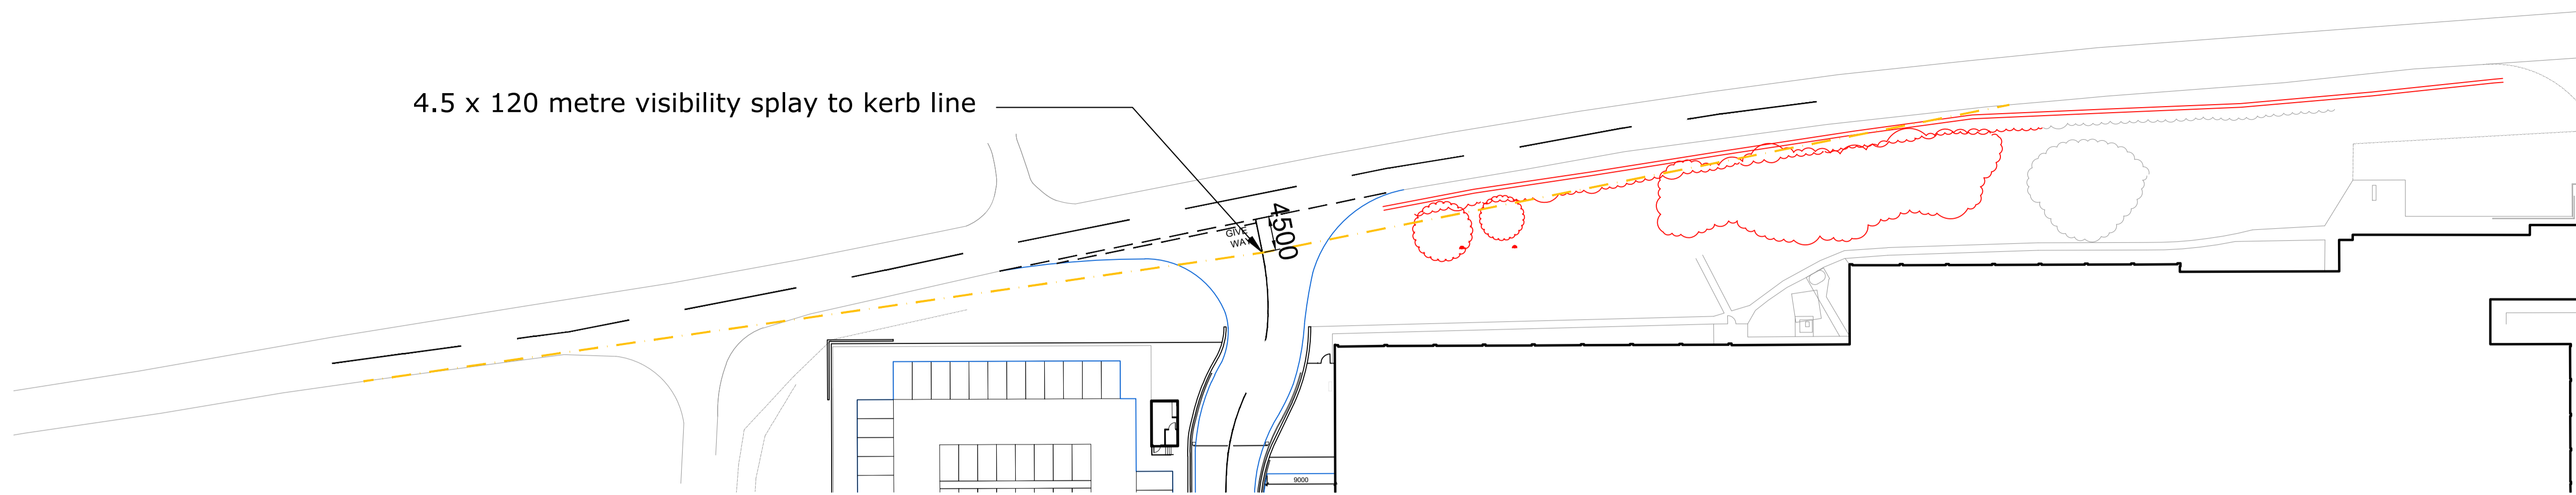 4.5 x 120 metre visibility splay to kerb line
4500
GIVE
WAY
9000